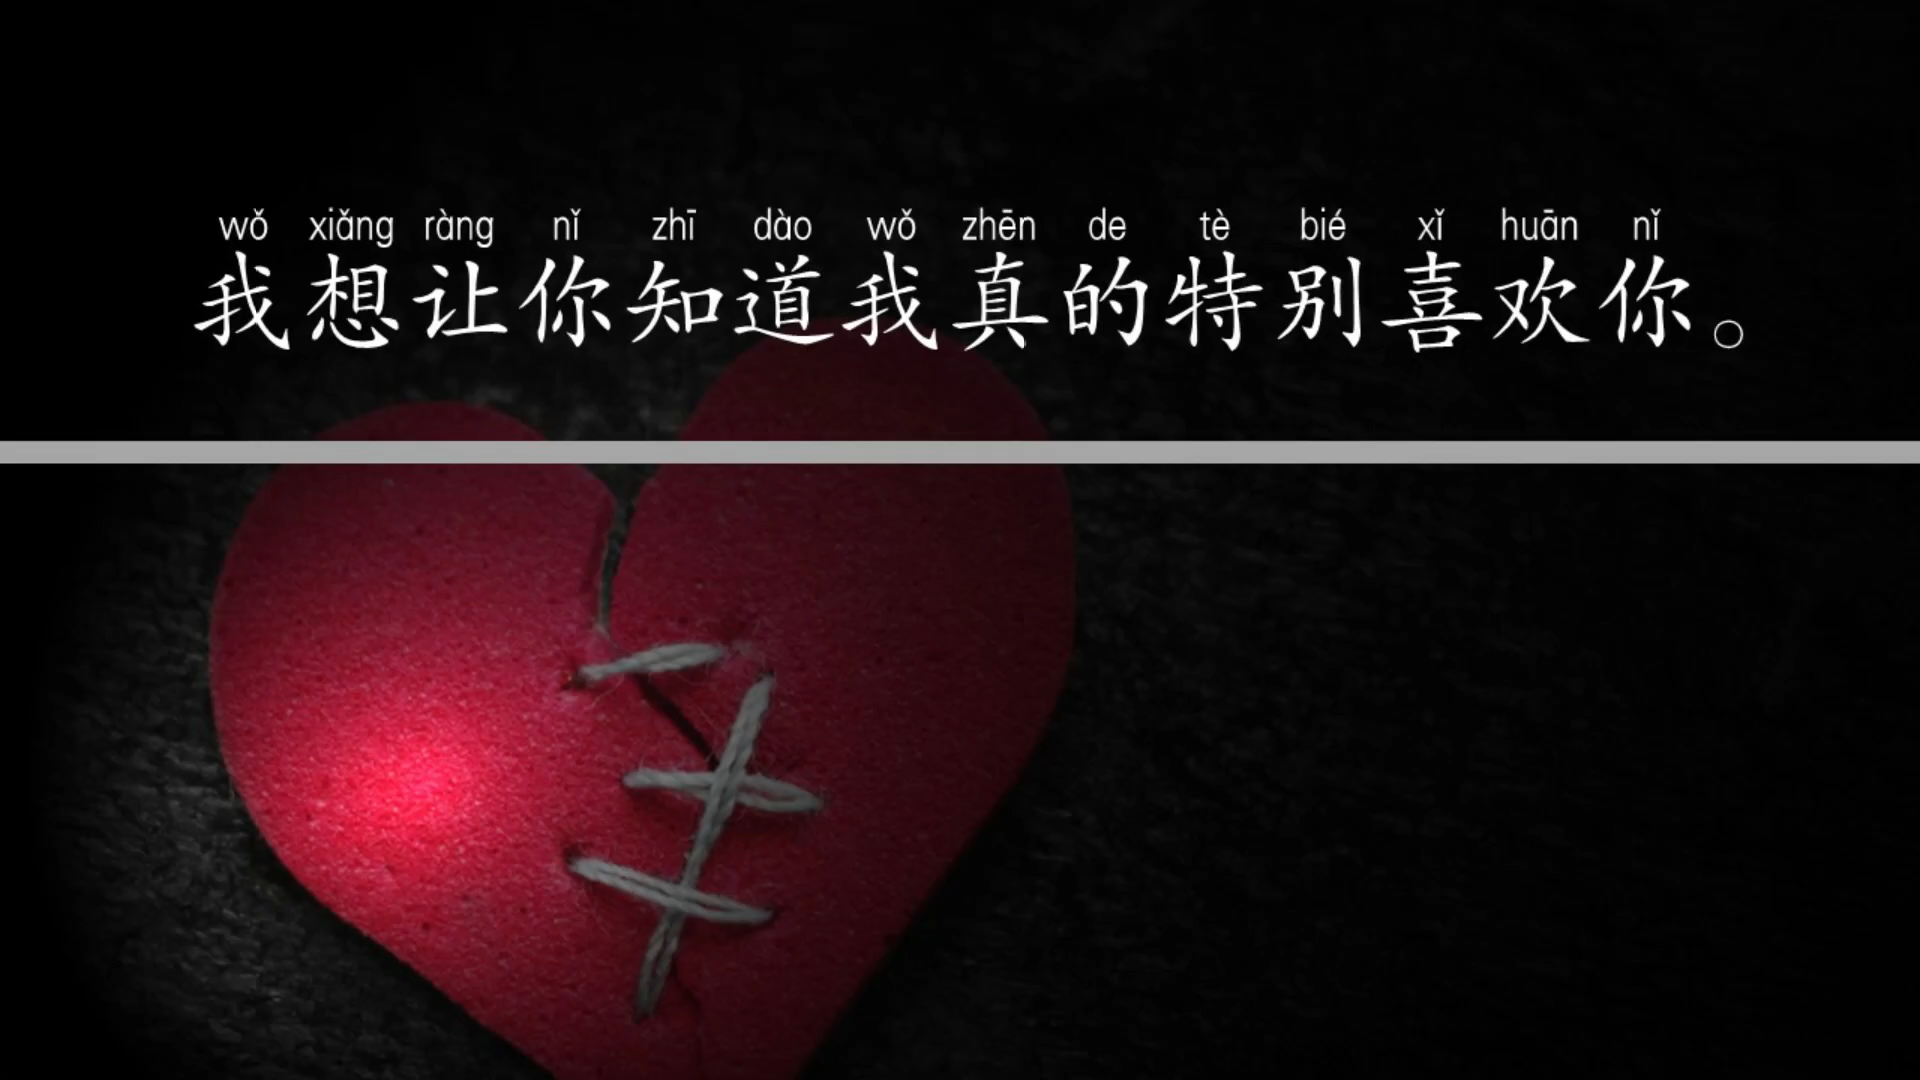 wǒ xiǎng ràng nǐ zhī dào wǒ zhēn de tè bié xǐ huān nǐ
我想让你知道我真的特别喜欢你。